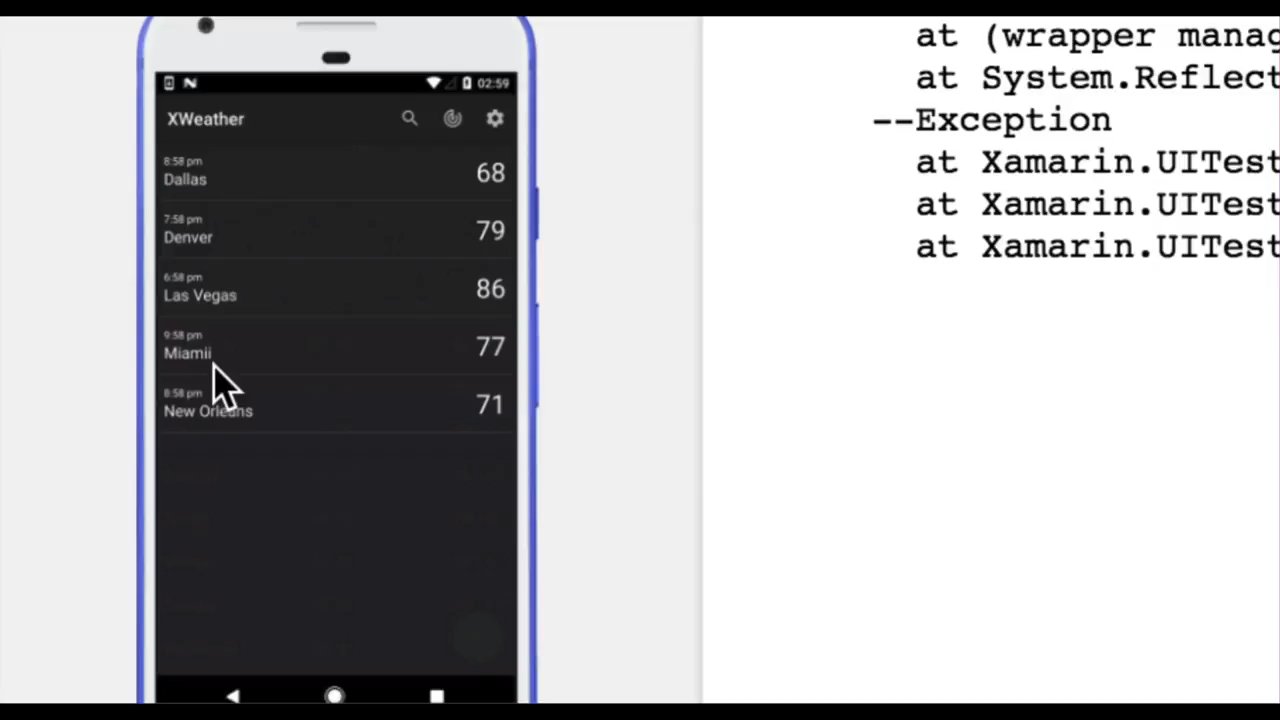 02:59
XWeather
8:58 pm
Dallas
68
7:58 pm
Denver
79
6:58 pm
Las Vegas
86
9:58 pm
Miamii
77
8:58 pm
New Orleans
71
at (wrapper manag
at System.Reflect
--Exception
at Xamarin.UITest
at Xamarin.UITest
at Xamarin.UITest